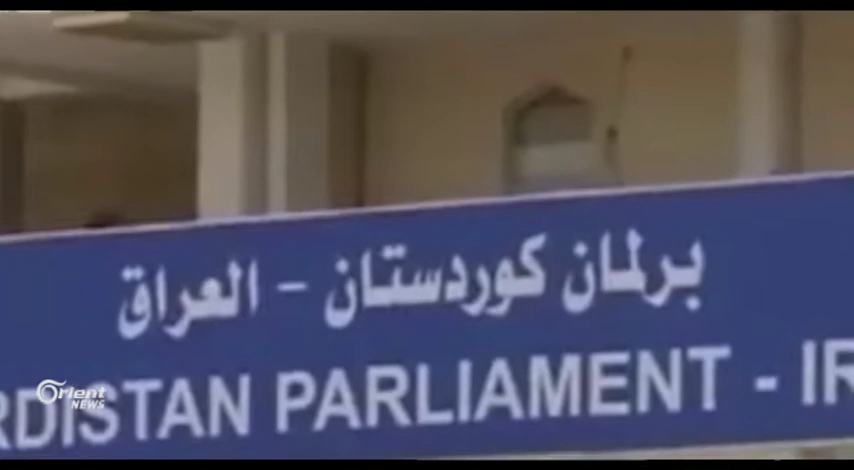 برلمان كوردستان - العراق
RDISTAN PARLIAMENT - IR
Orient
NEWS